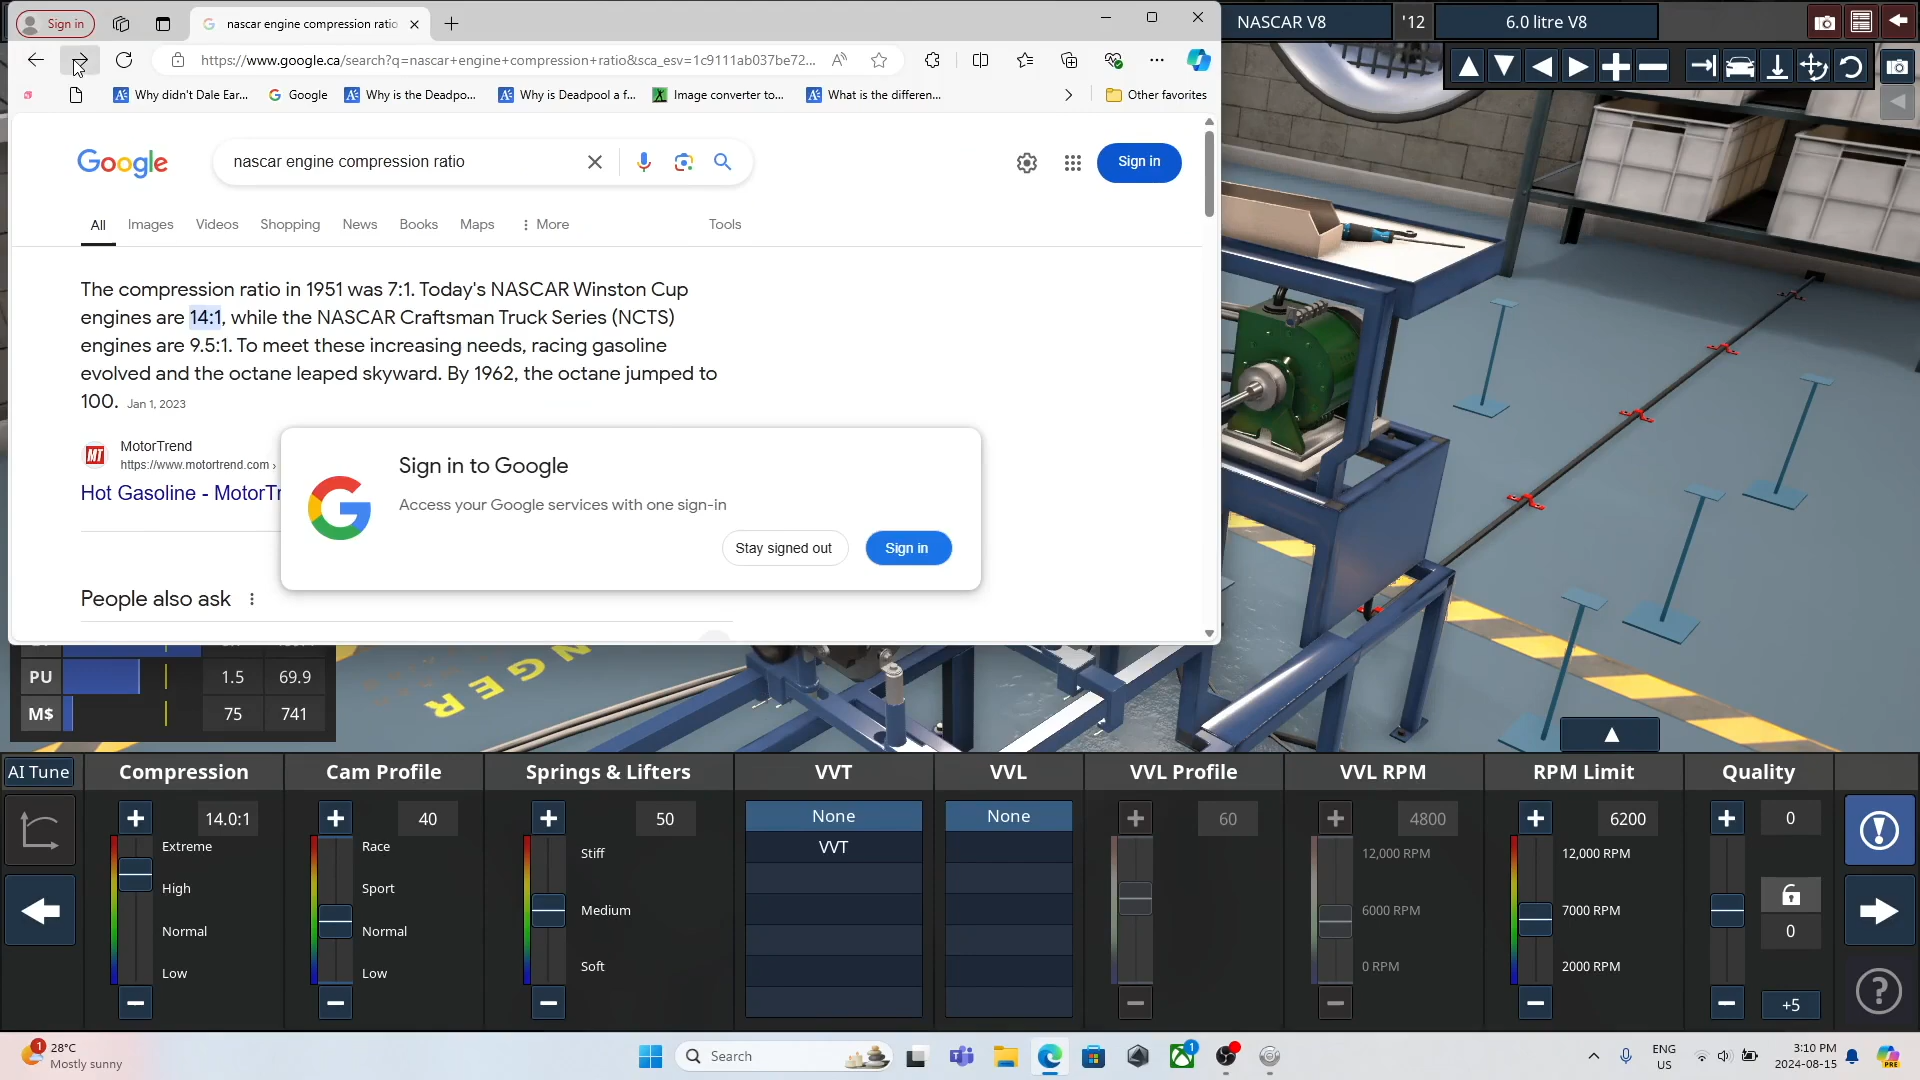 Sign in
nascar engine compression ratio
NASCAR V8
'12
6.0 litre V8
https://www.google.ca/search?q=nascar+engine+compression+ratio&sca_esv=1c9111ab037be72...
Why didn't Dale Ear...
Google
Why is the Deadpo...
Why is Deadpool a f...
Image converter to...
What is the differen...
Other favorites
Google
nascar engine compression ratio
Sign in
All
Images
Videos
Shopping
News
Books
Maps
More
Tools
The compression ratio in 1951 was 7:1. Today's NASCAR Winston Cup
engines are 14:1, while the NASCAR Craftsman Truck Series (NCTS)
engines are 9.5:1. To meet these increasing needs, racing gasoline
evolved and the octane leaped skyward. By 1962, the octane jumped to
100. Jan 1, 2023
MotorTrend
https://www.motortrend.com ›
Hot Gasoline - MotorTr
Sign in to Google
Access your Google services with one sign-in
Stay signed out
Sign in
People also ask
PU 1.5 69.9
M$ 75 741
NGER
AI Tune
Compression
Cam Profile
Springs & Lifters
VVT
VVL
VVL Profile
VVL RPM
RPM Limit
Quality
14.0:1
40
50
None
None
60
4800
6200
0
Extreme
Race
Stiff
VVT
12,000 RPM
12,000 RPM
High
Sport
Medium
6000 RPM
7000 RPM
Normal
Normal
0
Low
Low
Soft
0 RPM
2000 RPM
+5
1
28°C
Mostly sunny
Search
1
ENG
US
3:10 PM
2024-08-15
PRE